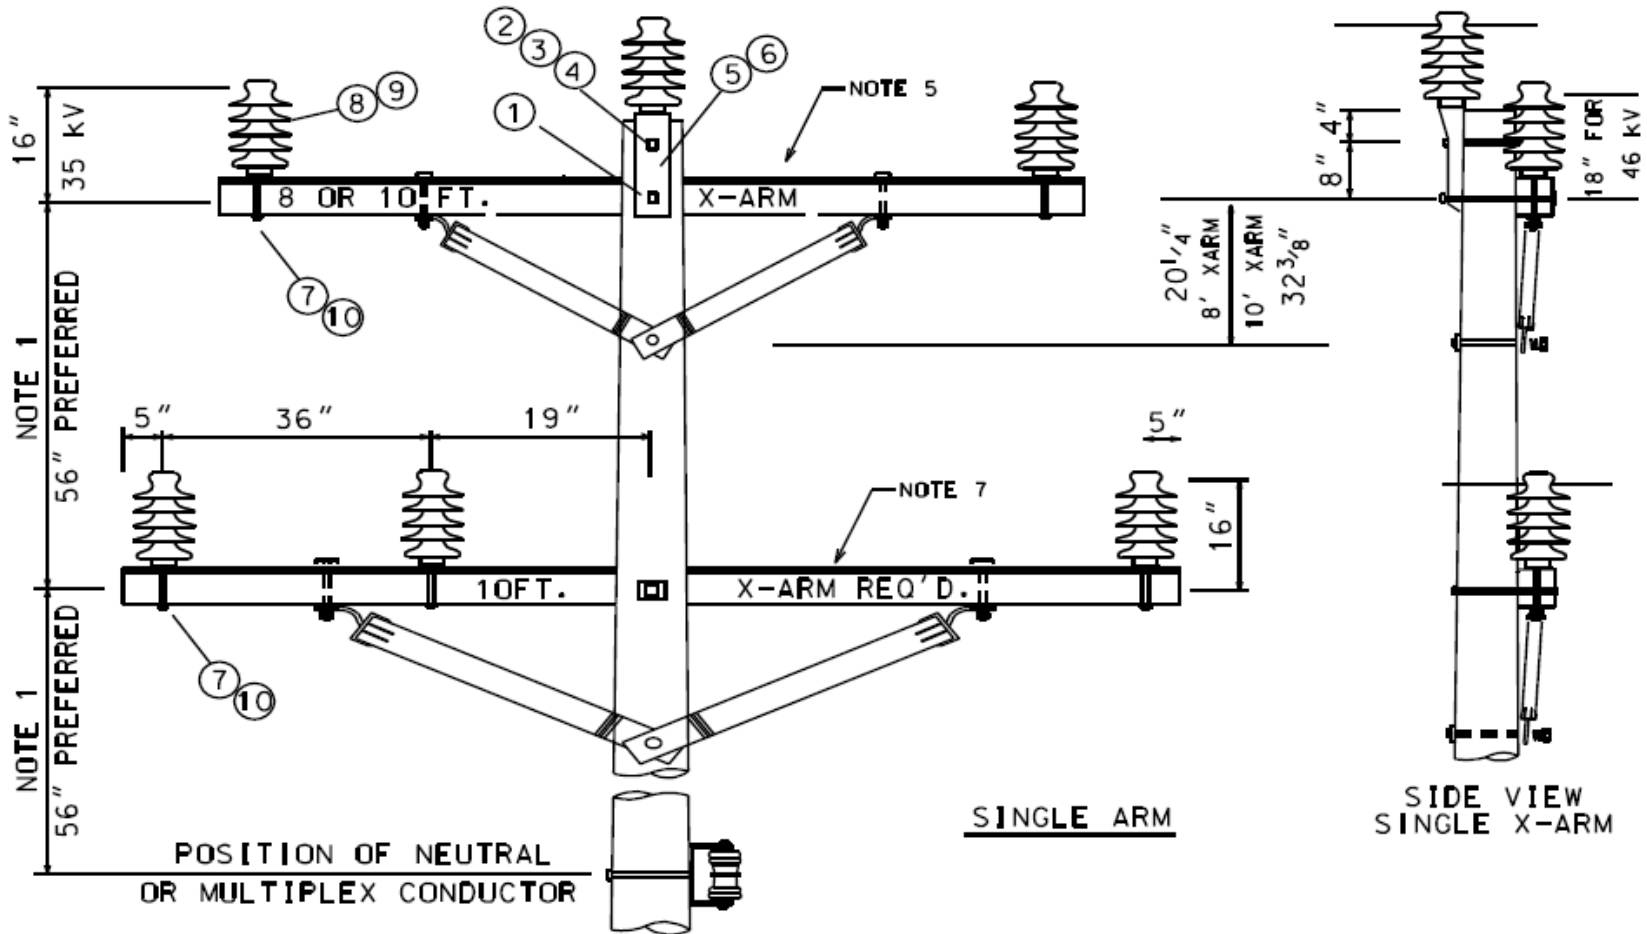 2
3
4
5
6
1
8
9
NOTE 5
16"
35 kV
8 OR 10 FT.
X-ARM
7
10
NOTE 1
56" PREFERRED
20 1/4"
8' XARM
10' XARM
32 3/8"
4"
8"
18" FOR
46 kV
5"
36"
19"
5"
NOTE 7
16"
10FT.
X-ARM REQ'D.
7
10
NOTE 1
56" PREFERRED
POSITION OF NEUTRAL
OR MULTIPLEX CONDUCTOR
SINGLE ARM
SIDE VIEW
SINGLE X-ARM